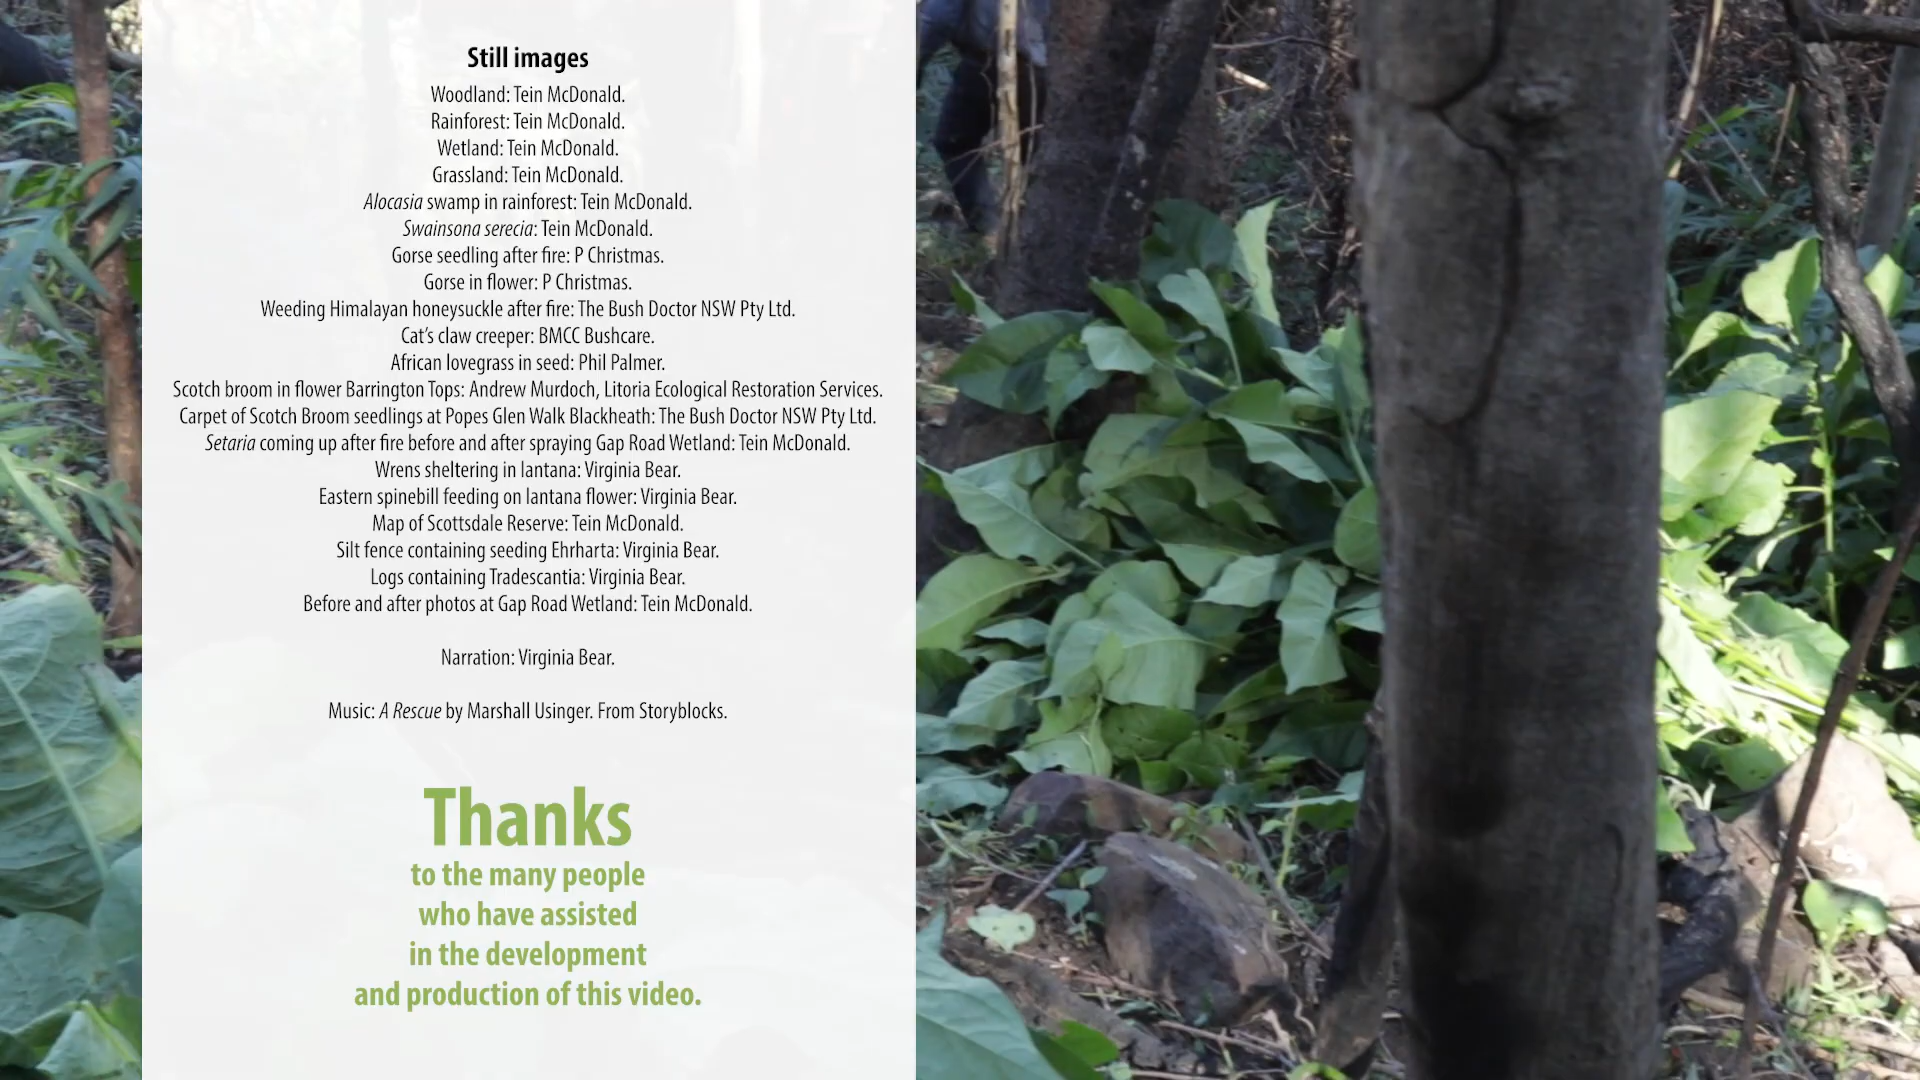 Still images
Woodland: Tein McDonald.
Rainforest: Tein McDonald.
Wetland: Tein McDonald.
Grassland: Tein McDonald.
Alocasia swamp in rainforest: Tein McDonald.
Swainsona serecia: Tein McDonald.
Gorse seedling after fire: P Christmas.
Gorse in flower: P Christmas.
Weeding Himalayan honeysuckle after fire: The Bush Doctor NSW Pty Ltd.
Cat’s claw creeper: BMCC Bushcare.
African lovegrass in seed: Phil Palmer.
Scotch broom in flower Barrington Tops: Andrew Murdoch, Litoria Ecological Restoration Services.
Carpet of Scotch Broom seedlings at Popes Glen Walk Blackheath: The Bush Doctor NSW Pty Ltd.
Setaria coming up after fire before and after spraying Gap Road Wetland: Tein McDonald.
Wrens sheltering in lantana: Virginia Bear.
Eastern spinebill feeding on lantana flower: Virginia Bear.
Map of Scottsdale Reserve: Tein McDonald.
Silt fence containing seeding Ehrharta: Virginia Bear.
Logs containing Tradescantia: Virginia Bear.
Before and after photos at Gap Road Wetland: Tein McDonald.
Narration: Virginia Bear.
Music: A Rescue by Marshall Usinger. From Storyblocks.
Thanks
to the many people
who have assisted
in the development
and production of this video.